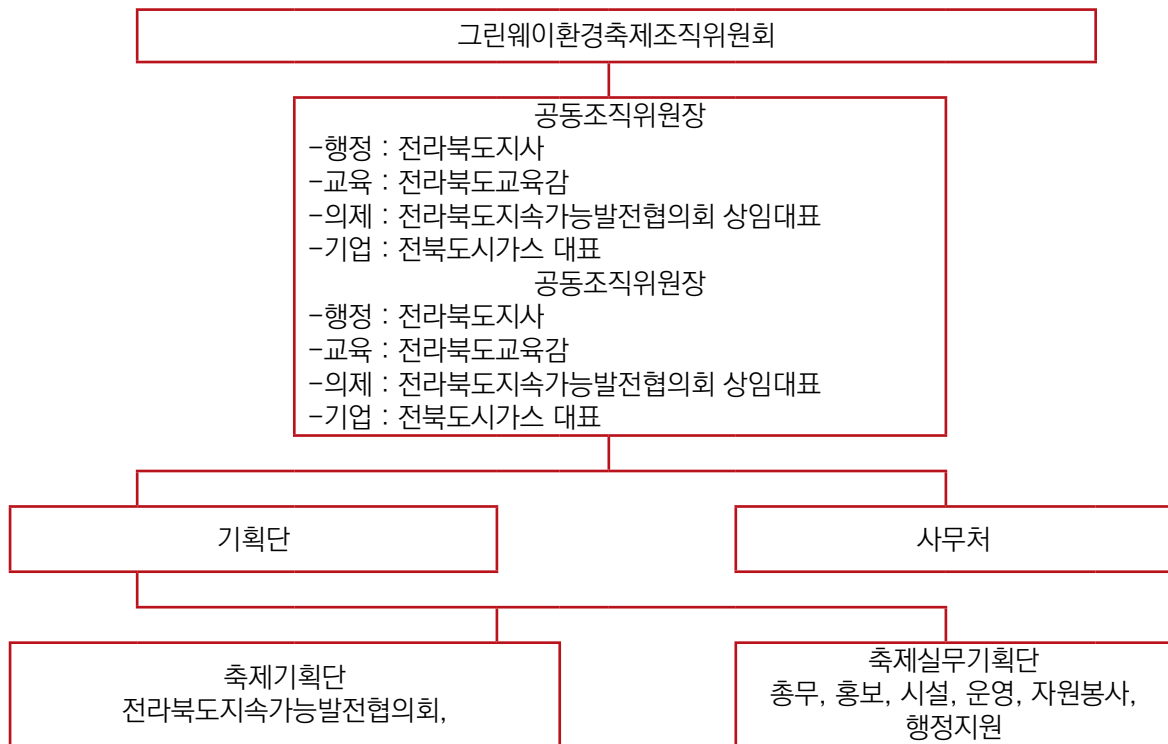 그린웨이환경축제조직위원회
공동조직위원장
-행정 : 전라북도지사
-교육 : 전라북도교육감
-의제 : 전라북도지속가능발전협의회 상임대표
-기업 : 전북도시가스 대표
공동조직위원장
-행정 : 전라북도지사
-교육 : 전라북도교육감
-의제 : 전라북도지속가능발전협의회 상임대표
-기업 : 전북도시가스 대표
기획단
사무처
축제기획단
전라북도지속가능발전협의회,
축제실무기획단
총무, 홍보, 시설, 운영, 자원봉사,
행정지원